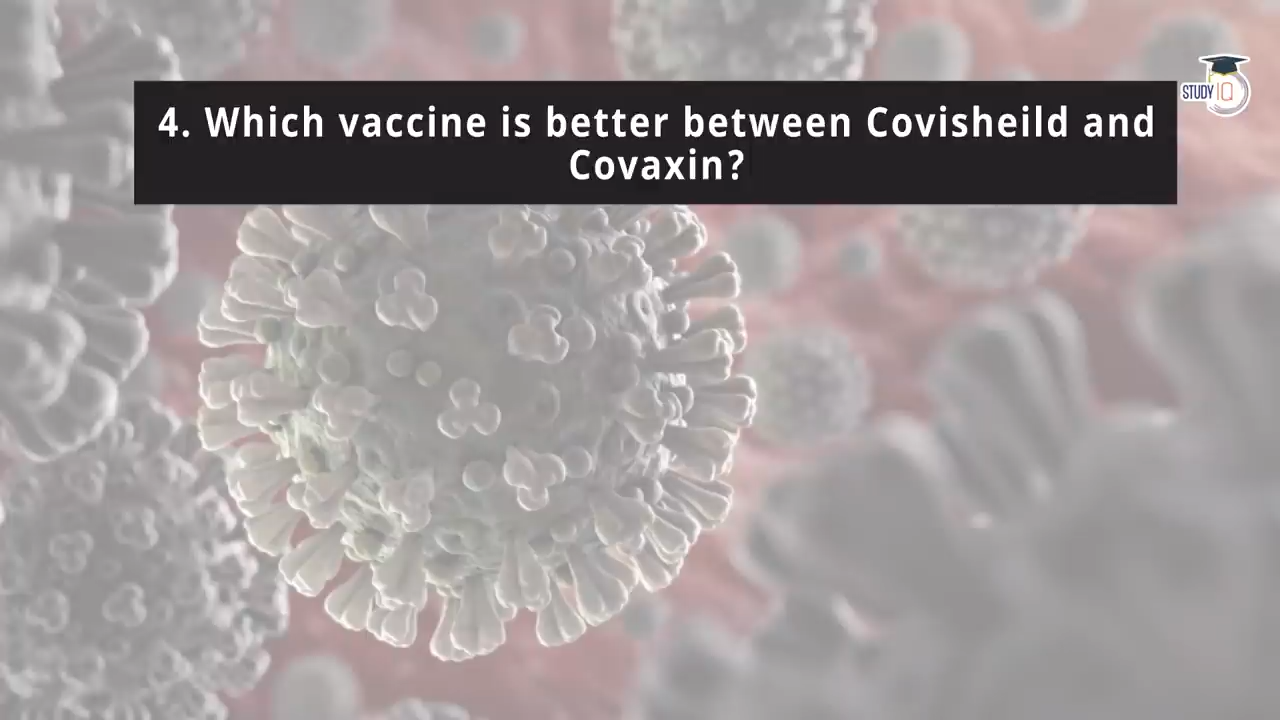 4. Which vaccine is better between Covisheild and
Covaxin?
STUDY IQ